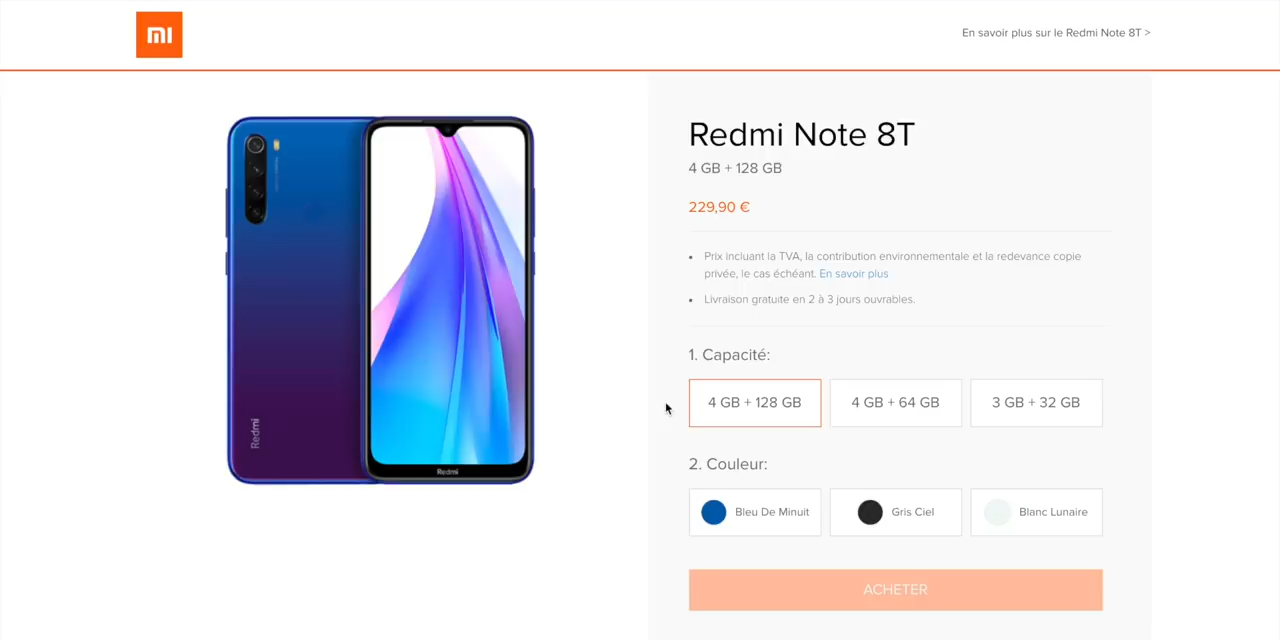 mi
En savoir plus sur le Redmi Note 8T >
Redmi Note 8T
4 GB + 128 GB
229,90 €
Prix incluant la TVA, la contribution environnementale et la redevance copie
privée, le cas échéant. En savoir plus
Livraison gratuite en 2 à 3 jours ouvrables.
1. Capacité:
4 GB + 128 GB
4 GB + 64 GB
3 GB + 32 GB
2. Couleur:
Bleu De Minuit
Gris Ciel
Blanc Lunaire
ACHETER
Redmi
Redmi